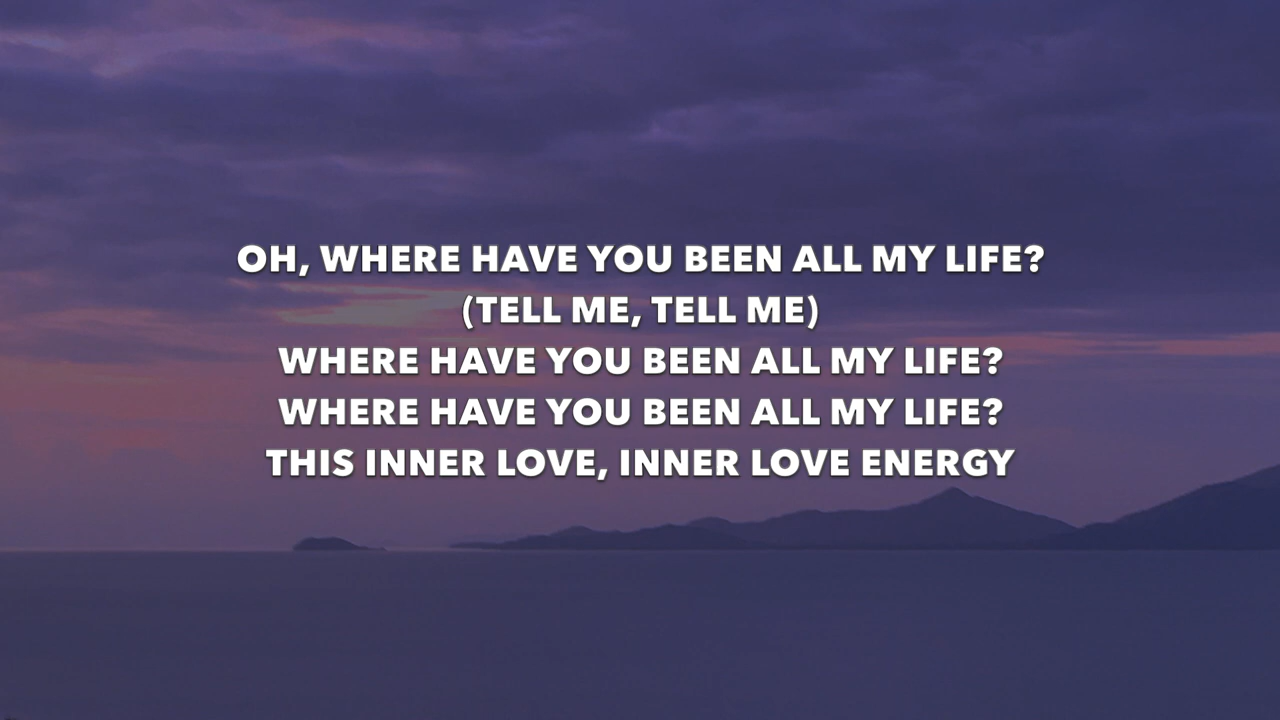 OH, WHERE HAVE YOU BEEN ALL MY LIFE?
(TELL ME, TELL ME)
WHERE HAVE YOU BEEN ALL MY LIFE?
WHERE HAVE YOU BEEN ALL MY LIFE?
THIS INNER LOVE, INNER LOVE ENERGY